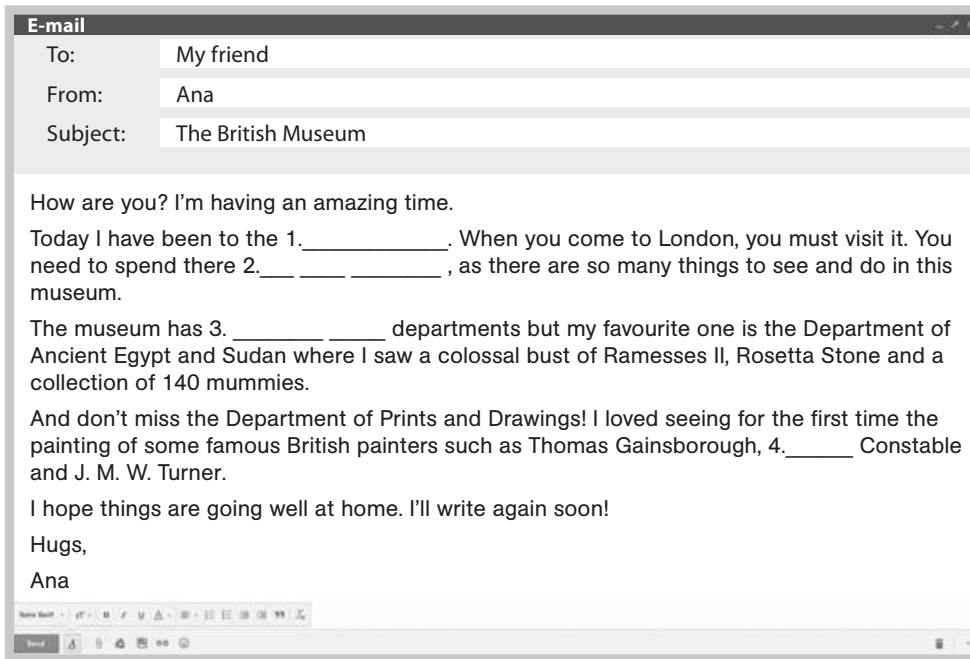 E-mail
To: My friend
From: Ana
Subject: The British Museum
How are you? I'm having an amazing time.
Today I have been to the 1._____________. When you come to London, you must visit it. You
need to spend there 2.___ ____ ________ , as there are so many things to see and do in this
museum.
The museum has 3. ________ _____ departments but my favourite one is the Department of
Ancient Egypt and Sudan where I saw a colossal bust of Ramesses II, Rosetta Stone and a
collection of 140 mummies.
And don't miss the Department of Prints and Drawings! I loved seeing for the first time the
painting of some famous British painters such as Thomas Gainsborough, 4.______ Constable
and J. M. W. Turner.
I hope things are going well at home. I'll write again soon!
Hugs,
Ana
Sans Serif
Send